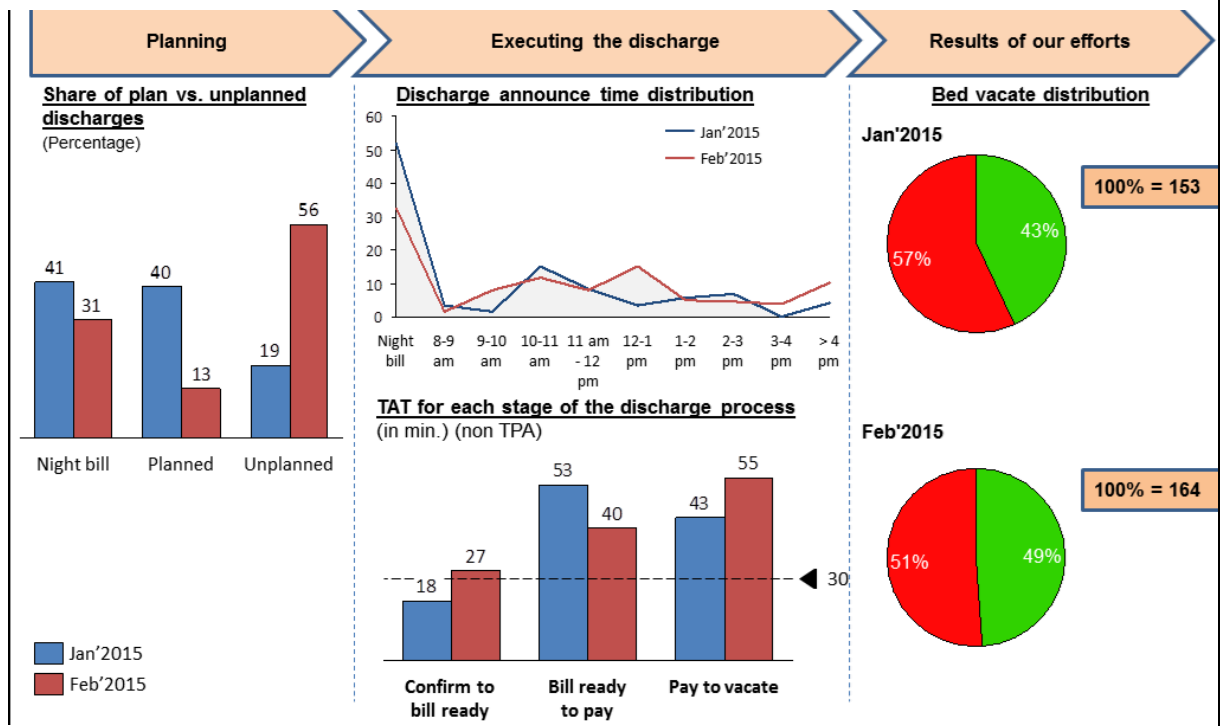 Planning
Executing the discharge
Results of our efforts
Share of plan vs. unplanned
discharges
(Percentage)
41
31
40
13
19
56
Night bill
Planned
Unplanned
Jan’2015
Feb’2015
Discharge announce time distribution
60
50
40
30
20
10
0
Jan’2015
Feb’2015
Night
bill
8-9
am
9-10
am
10-11
am
11 am
- 12
pm
12-1
pm
1-2
pm
2-3
pm
3-4
pm
> 4
pm
TAT for each stage of the discharge process
(in min.) (non TPA)
18
27
53
40
43
55
30
Confirm to
bill ready
Bill ready
to pay
Pay to vacate
Bed vacate distribution
Jan'2015
100% = 153
57%
43%
Feb'2015
100% = 164
51%
49%